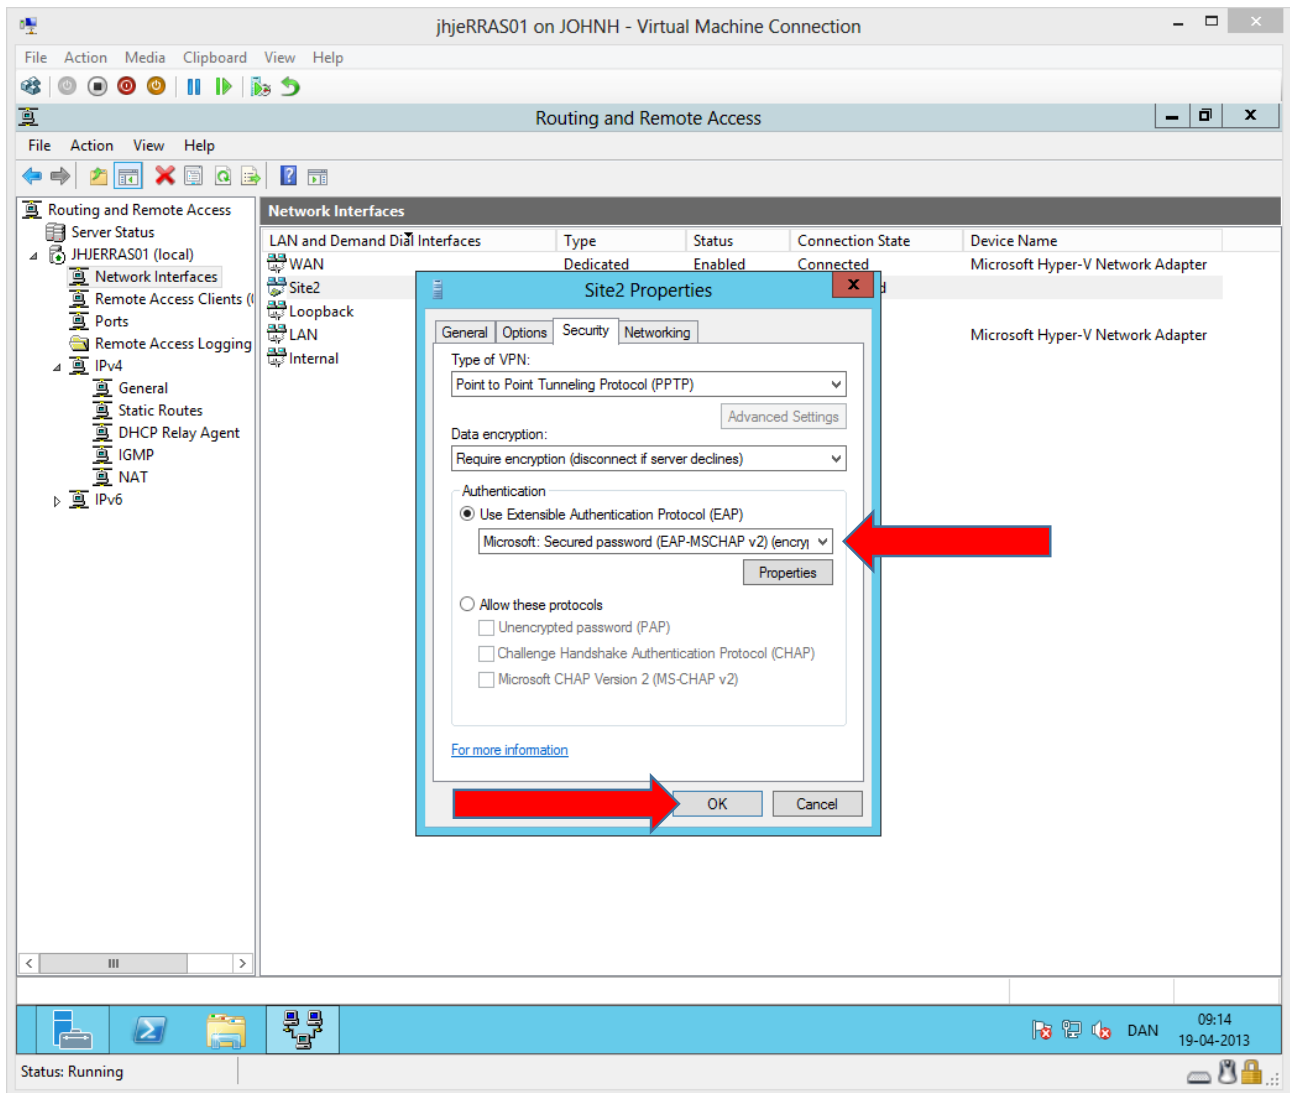 jhjeRRAS01 on JOHNH - Virtual Machine Connection
File Action Media Clipboard View Help
Routing and Remote Access
File Action View Help
Routing and Remote Access
Server Status
JHJERRAS01 (local)
Network Interfaces
Remote Access Clients (
Ports
Remote Access Logging
IPv4
General
Static Routes
DHCP Relay Agent
IGMP
NAT
IPv6
Network Interfaces
LAN and Demand Dial Interfaces Type Status Connection State Device Name
WAN Dedicated Enabled Connected Microsoft Hyper-V Network Adapter
Site2
Loopback
LAN Microsoft Hyper-V Network Adapter
Internal
Site2 Properties
General Options Security Networking
Type of VPN:
Point to Point Tunneling Protocol (PPTP)
Advanced Settings
Data encryption:
Require encryption (disconnect if server declines)
Authentication
Use Extensible Authentication Protocol (EAP)
Microsoft: Secured password (EAP-MSCHAP v2) (encry
Properties
Allow these protocols
Unencrypted password (PAP)
Challenge Handshake Authentication Protocol (CHAP)
Microsoft CHAP Version 2 (MS-CHAP v2)
For more information
OK Cancel
DAN
09:14
19-04-2013
Status: Running